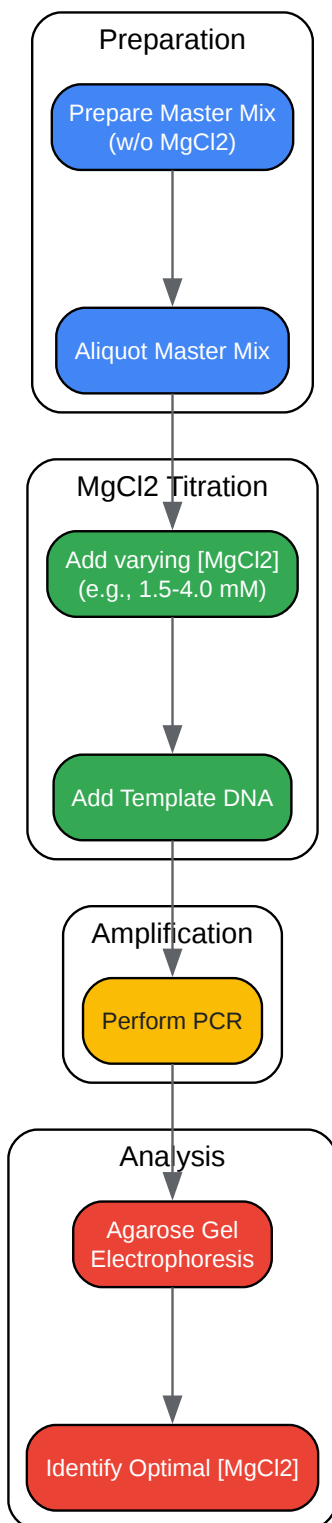 Preparation
Prepare Master Mix
(w/o MgCl2)
Aliquot Master Mix
MgCl2 Titration
Add varying [MgCl2]
(e.g., 1.5-4.0 mM)
Add Template DNA
Amplification
Perform PCR
Analysis
Agarose Gel
Electrophoresis
Identify Optimal [MgCl2]